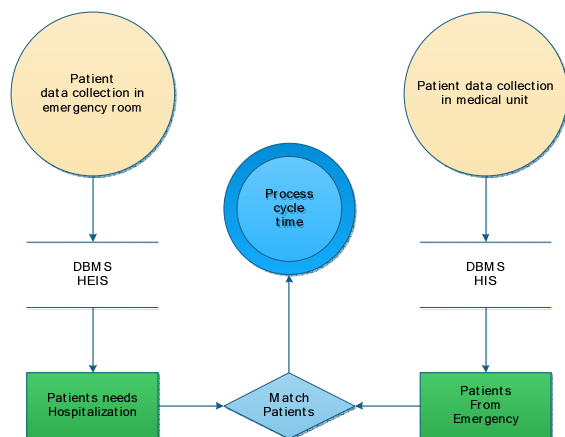 Patient
data collection in
emergency room
Patient data collection
in medical unit
Process
cycle
time
DBMS
HEIS
DBMS
HIS
Patients needs
Hospitalization
Match
Patients
Patients
From
Emergency